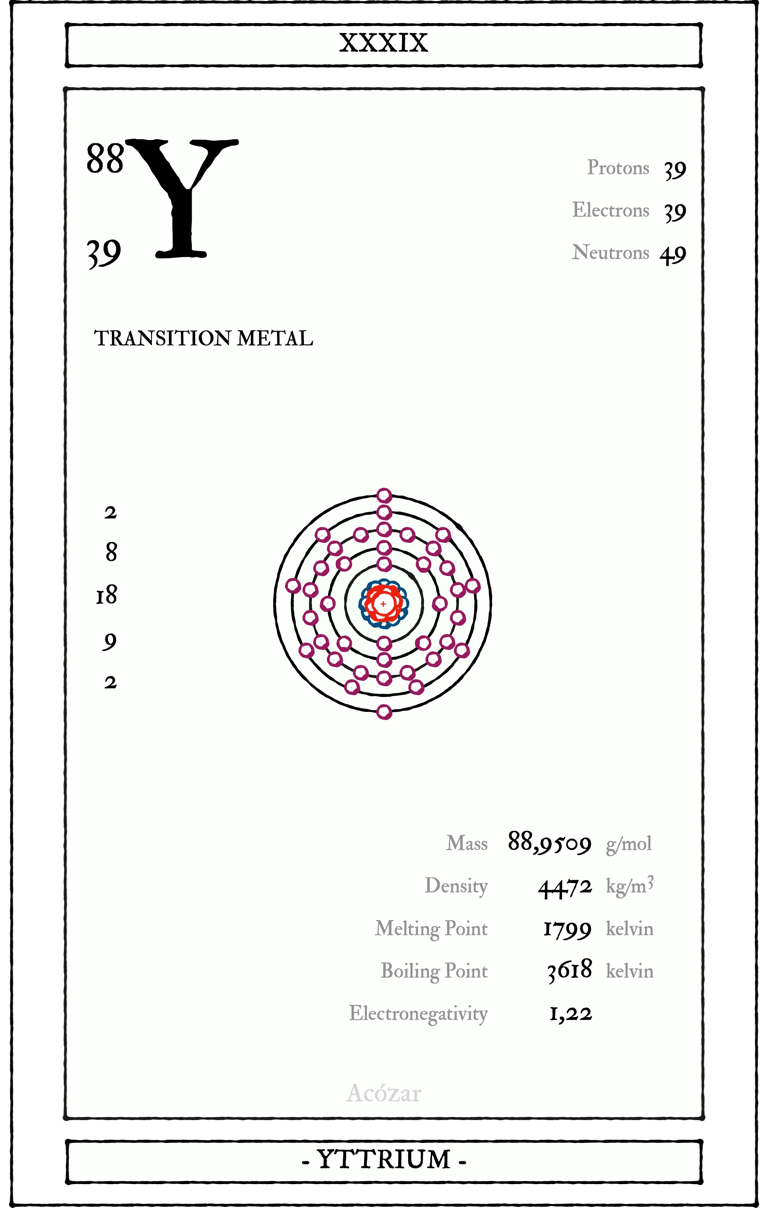 XXXIX
88
Y
39
Protons 39
Electrons 39
Neutrons 49
TRANSITION METAL
2
8
18
9
2
+
Mass 88,9509 g/mol
Density 4472 kg/m³
Melting Point 1799 kelvin
Boiling Point 3618 kelvin
Electronegativity 1,22
Acózar
- YTTRIUM -